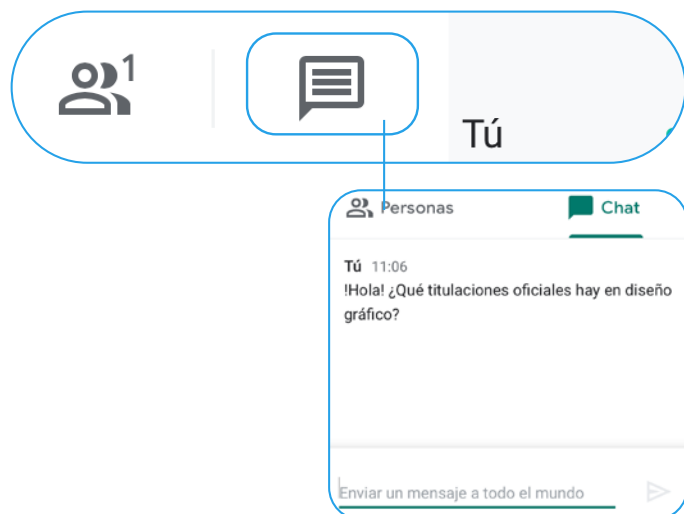 1
Tú
Personas
Chat
Tú 11:06
!Hola! ¿Qué titulaciones oficiales hay en diseño
gráfico?
Enviar un mensaje a todo el mundo